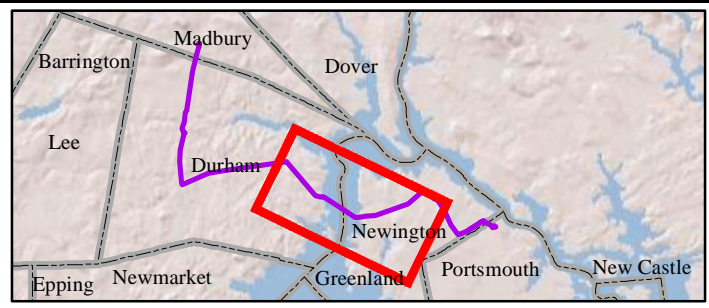 Madbury
Barrington
Dover
Lee
Durham
Newington
Epping
Newmarket
Greenland
Portsmouth
New Castle